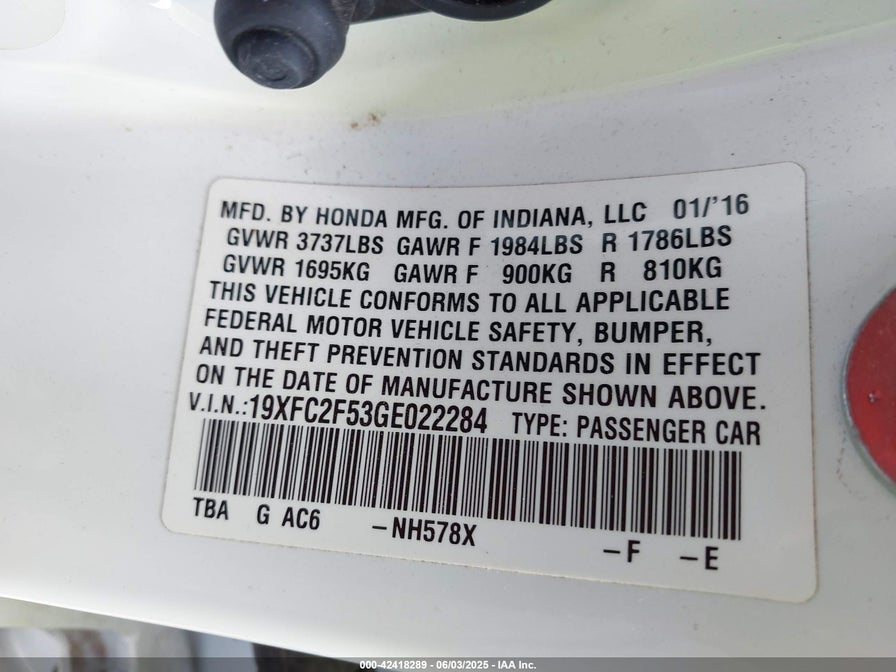 MFD. BY HONDA MFG. OF INDIANA, LLC 01/'16
GVWR 3737LBS GAWR F 1984LBS R 1786LBS
GVWR 1695KG GAWR F 900KG R 810KG
THIS VEHICLE CONFORMS TO ALL APPLICABLE
FEDERAL MOTOR VEHICLE SAFETY, BUMPER,
AND THEFT PREVENTION STANDARDS IN EFFECT
ON THE DATE OF MANUFACTURE SHOWN ABOVE.
V.I.N.:19XFC2F53GE022284 TYPE: PASSENGER CAR
TBA G AC6 -NH578X -F -E
000-42418289 - 06/03/2025 - IAA Inc.